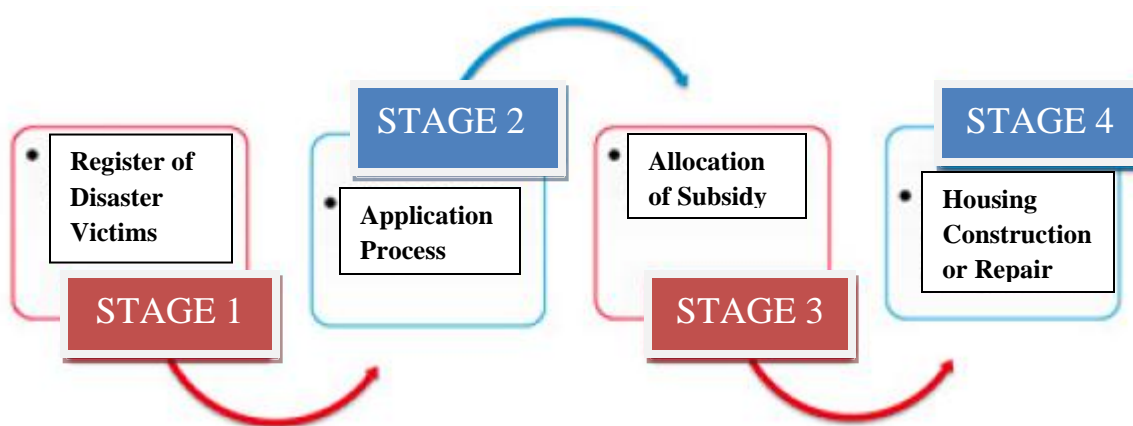 STAGE 1
Register of
Disaster
Victims
STAGE 2
Application
Process
STAGE 3
Allocation
of Subsidy
STAGE 4
Housing
Construction
or Repair